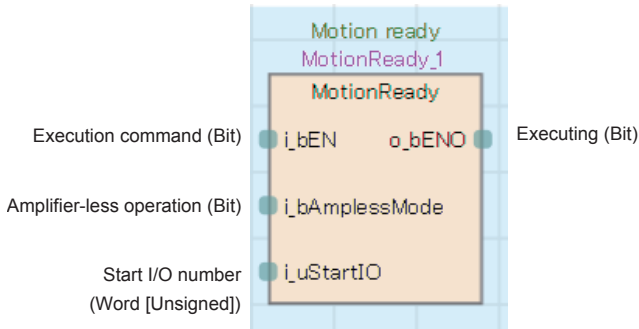 Motion ready
MotionReady_1
MotionReady
Execution command (Bit)
i_bEN
o_bENO
Executing (Bit)
Amplifier-less operation (Bit)
i_bAmplessMode
Start I/O number
(Word [Unsigned])
i_uStartIO